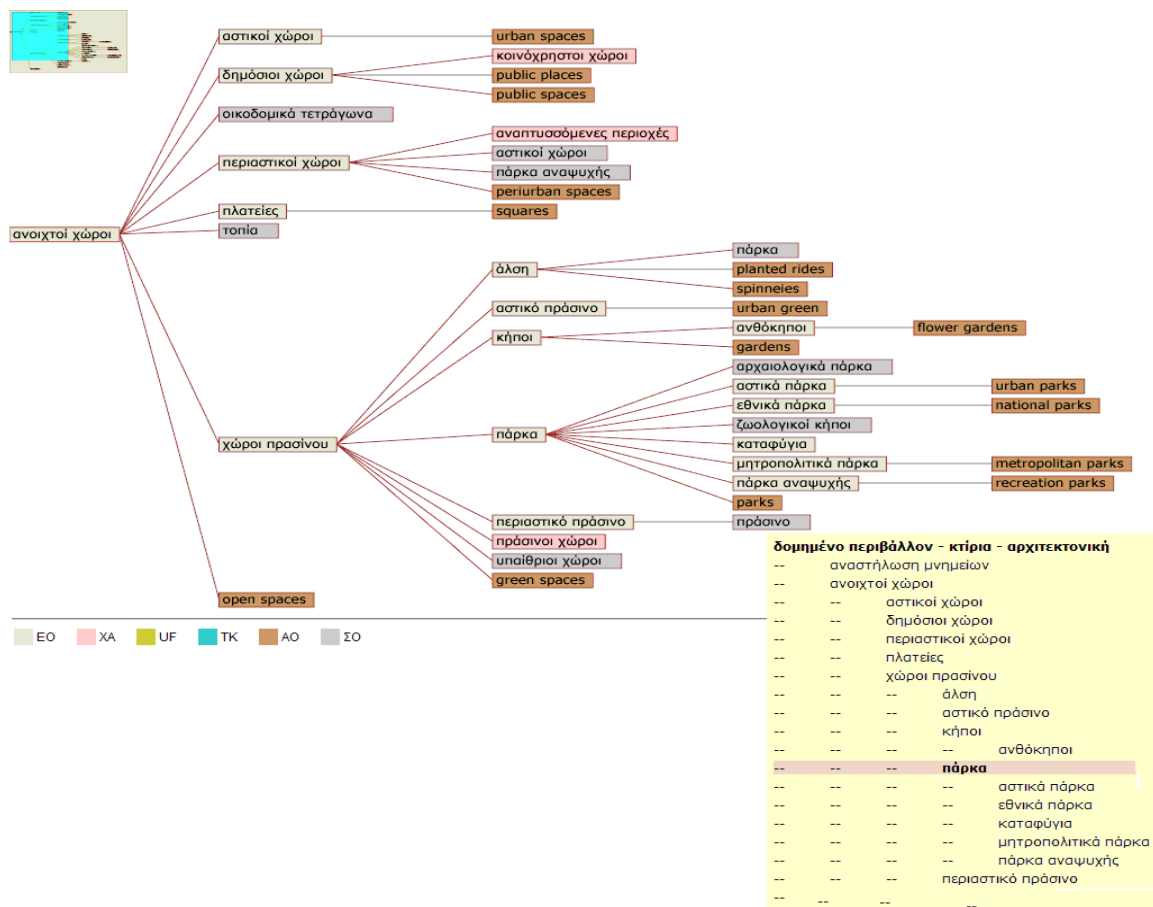 αστικοί χώροι
urban spaces
κοινόχρηστοι χώροι
δημόσιοι χώροι
public places
public spaces
οικοδομικά τετράγωνα
αναπτυσσόμενες περιοχές
αστικοί χώροι
περιαστικοί χώροι
πάρκα αναψυχής
periurban spaces
πλατείες
squares
ανοιχτοί χώροι
τοπία
πάρκα
άλση
planted rides
spinneies
αστικό πράσινο
urban green
ανθόκηποι
flower gardens
κήποι
gardens
αρχαιολογικά πάρκα
αστικά πάρκα
urban parks
εθνικά πάρκα
national parks
ζωολογικοί κήποι
πάρκα
χώροι πρασίνου
καταφύγια
μητροπολιτικά πάρκα
metropolitan parks
πάρκα αναψυχής
recreation parks
parks
περιαστικό πράσινο
πράσινο
πράσινοι χώροι
υπαίθριοι χώροι
green spaces
open spaces
ΕΟ ΧΑ UF ΤΚ ΑΟ ΣΟ
δομημένο περιβάλλον - κτίρια - αρχιτεκτονική
-- αναστήλωση μνημείων
-- ανοιχτοί χώροι
-- -- αστικοί χώροι
-- -- δημόσιοι χώροι
-- -- περιαστικοί χώροι
-- -- πλατείες
-- -- χώροι πρασίνου
-- -- -- άλση
-- -- -- αστικό πράσινο
-- -- -- κήποι
-- -- -- -- ανθόκηποι
-- -- -- πάρκα
-- -- -- -- αστικά πάρκα
-- -- -- -- εθνικά πάρκα
-- -- -- -- καταφύγια
-- -- -- -- μητροπολιτικά πάρκα
-- -- -- -- πάρκα αναψυχής
-- -- -- περιαστικό πράσινο
-- -- -- --